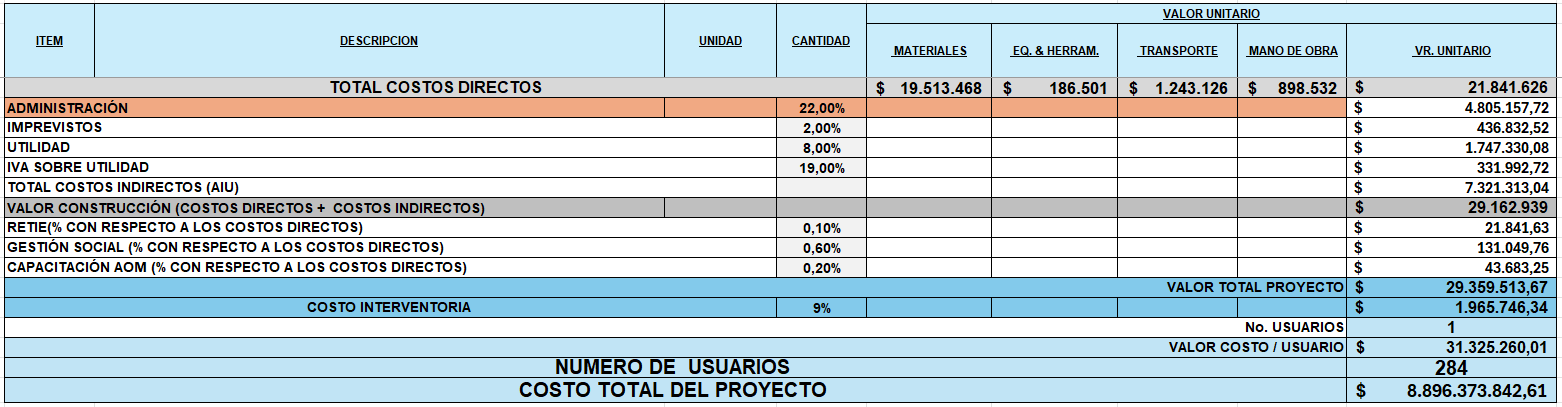 VALOR UNITARIO
ITEM DESCRIPCION UNIDAD CANTIDAD MATERIALES EQ. & HERRAM. TRANSPORTE MANO DE OBRA VR. UNITARIO
TOTAL COSTOS DIRECTOS $ 19.513.468 $ 186.501 $ 1.243.126 $ 898.532 $ 21.841.626
ADMINISTRACIÓN 22,00% $ 4.805.157,72
IMPREVISTOS 2,00% $ 436.832,52
UTILIDAD 8,00% $ 1.747.330,08
IVA SOBRE UTILIDAD 19,00% $ 331.992,72
TOTAL COSTOS INDIRECTOS (AIU) $ 7.321.313,04
VALOR CONSTRUCCIÓN (COSTOS DIRECTOS + COSTOS INDIRECTOS) $ 29.162.939
RETIE(% CON RESPECTO A LOS COSTOS DIRECTOS) 0,10% $ 21.841,63
GESTIÓN SOCIAL (% CON RESPECTO A LOS COSTOS DIRECTOS) 0,60% $ 131.049,76
CAPACITACIÓN AOM (% CON RESPECTO A LOS COSTOS DIRECTOS) 0,20% $ 43.683,25
VALOR TOTAL PROYECTO $ 29.359.513,67
COSTO INTERVENTORIA 9% $ 1.965.746,34
No. USUARIOS 1
VALOR COSTO / USUARIO $ 31.325.260,01
NUMERO DE USUARIOS 284
COSTO TOTAL DEL PROYECTO $ 8.896.373.842,61